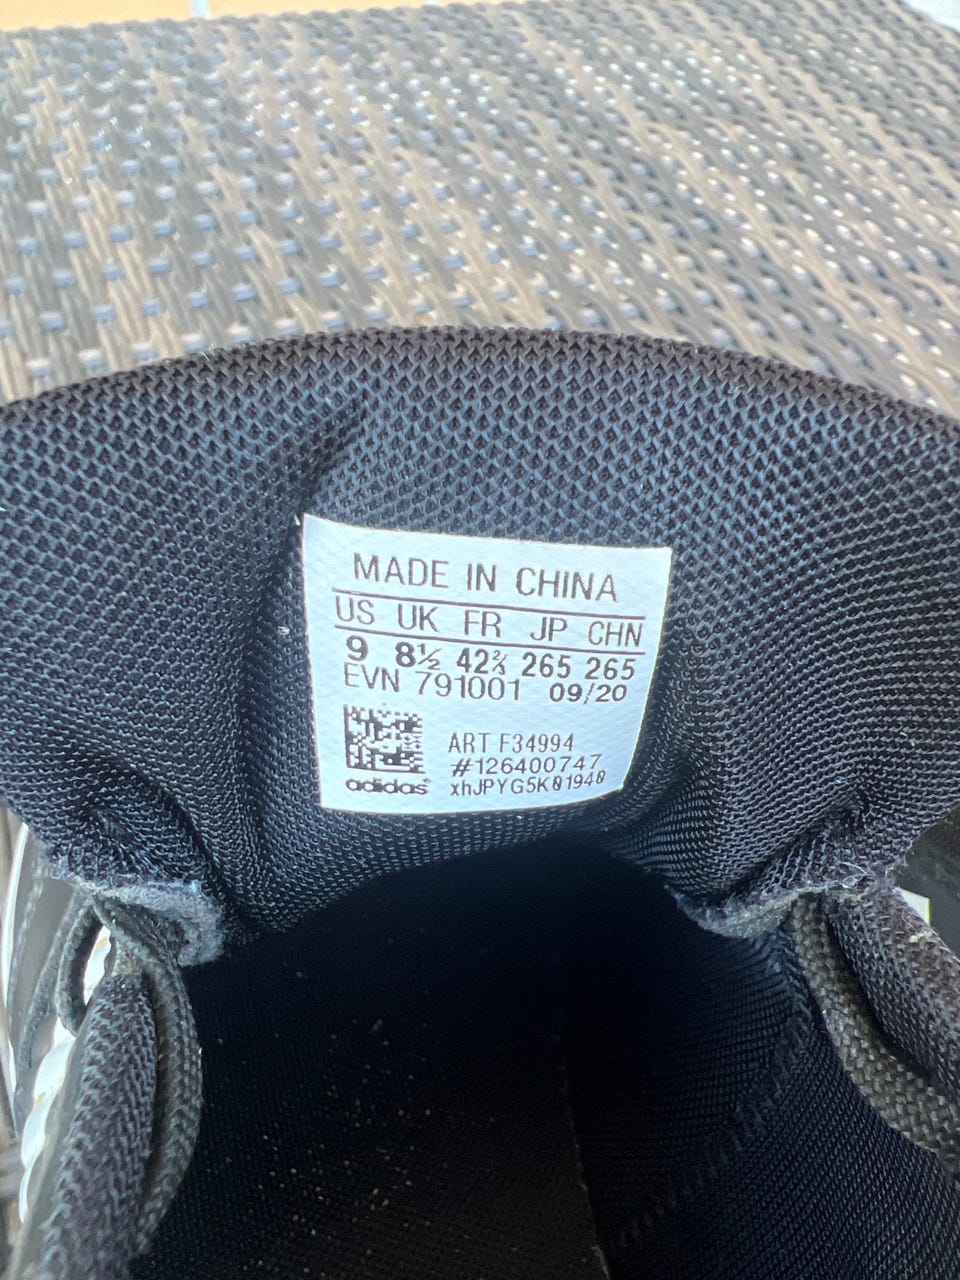 MADE IN CHINA
US UK FR JP CHN
9 8½ 42⅔ 265 265
EVN 791001 09/20
ART F34994
#126400747
adidas xhJPYG5K01940